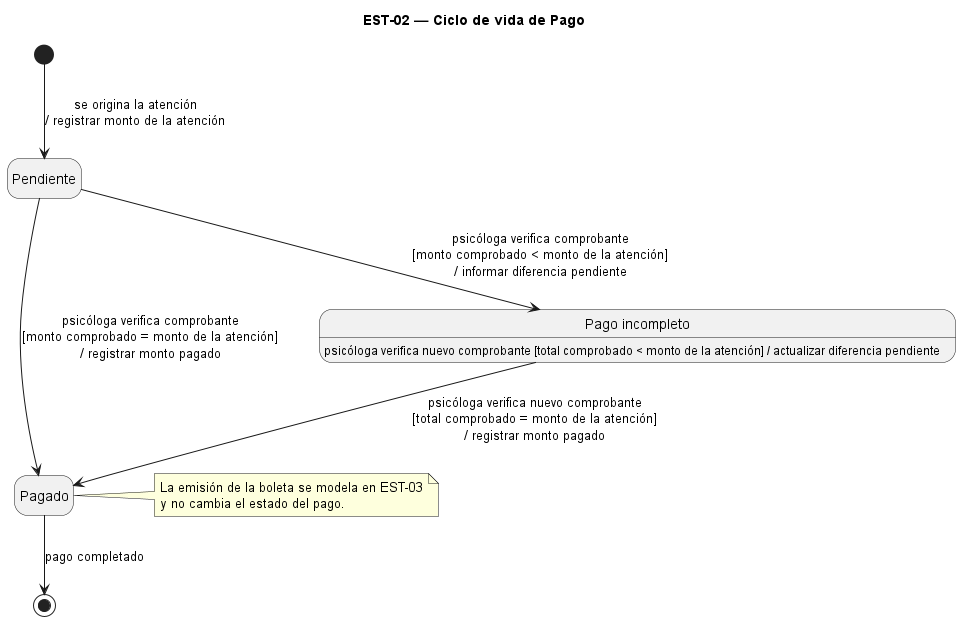 EST-02 — Ciclo de vida de Pago
se origina la atención
/ registrar monto de la atención
Pendiente
psicóloga verifica comprobante
[monto comprobado < monto de la atención]
/ informar diferencia pendiente
psicóloga verifica comprobante
[monto comprobado = monto de la atención]
/ registrar monto pagado
Pago incompleto
psicóloga verifica nuevo comprobante [total comprobado < monto de la atención] / actualizar diferencia pendiente
psicóloga verifica nuevo comprobante
[total comprobado = monto de la atención]
/ registrar monto pagado
Pagado
La emisión de la boleta se modela en EST-03
y no cambia el estado del pago.
pago completado